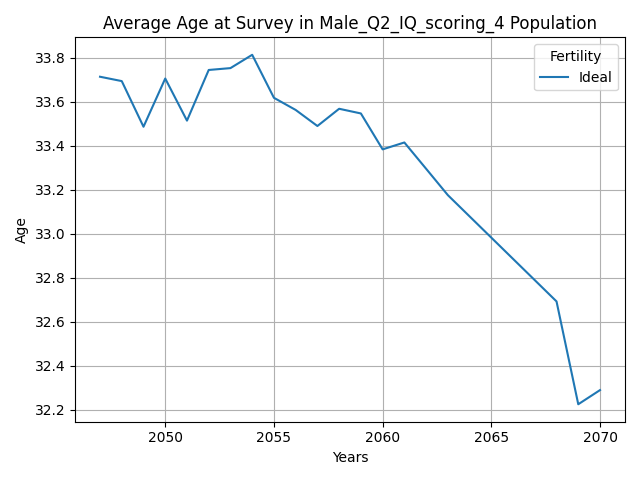 Average Age at Survey in Male_Q2_IQ_scoring_4 Population
Fertility
Ideal
33.8
33.6
33.4
33.2
33.0
32.8
32.6
32.4
32.2
Age
2050
2055
2060
2065
2070
Years